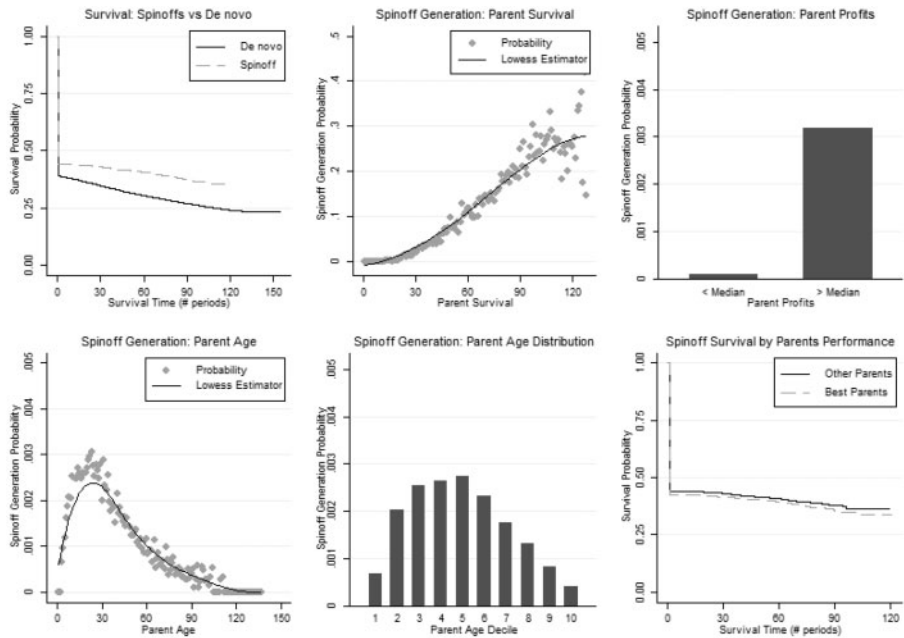 Survival: Spinoffs vs De novo
Survival Probability
1.00
0.75
0.50
0.25
0.00
De novo
Spinoff
0 30 60 90 120 150
Survival Time (# periods)
Spinoff Generation: Parent Survival
Spinoff Generation Probability
.5
.4
.3
.2
.1
0
Probability
Lowess Estimator
0 30 60 90 120
Parent Survival
Spinoff Generation: Parent Profits
Spinoff Generation Probability
.005
.004
.003
.002
.001
0
< Median > Median
Parent Profits
Spinoff Generation: Parent Age
Spinoff Generation Probability
.005
.004
.003
.002
.001
0
Probability
Lowess Estimator
0 30 60 90 120 150
Parent Age
Spinoff Generation: Parent Age Distribution
Spinoff Generation Probability
.005
.004
.003
.002
.001
0
1 2 3 4 5 6 7 8 9 10
Parent Age Decile
Spinoff Survival by Parents Performance
Survival Probability
1.00
0.75
0.50
0.25
0.00
Other Parents
Best Parents
0 30 60 90 120
Survival Time (# periods)